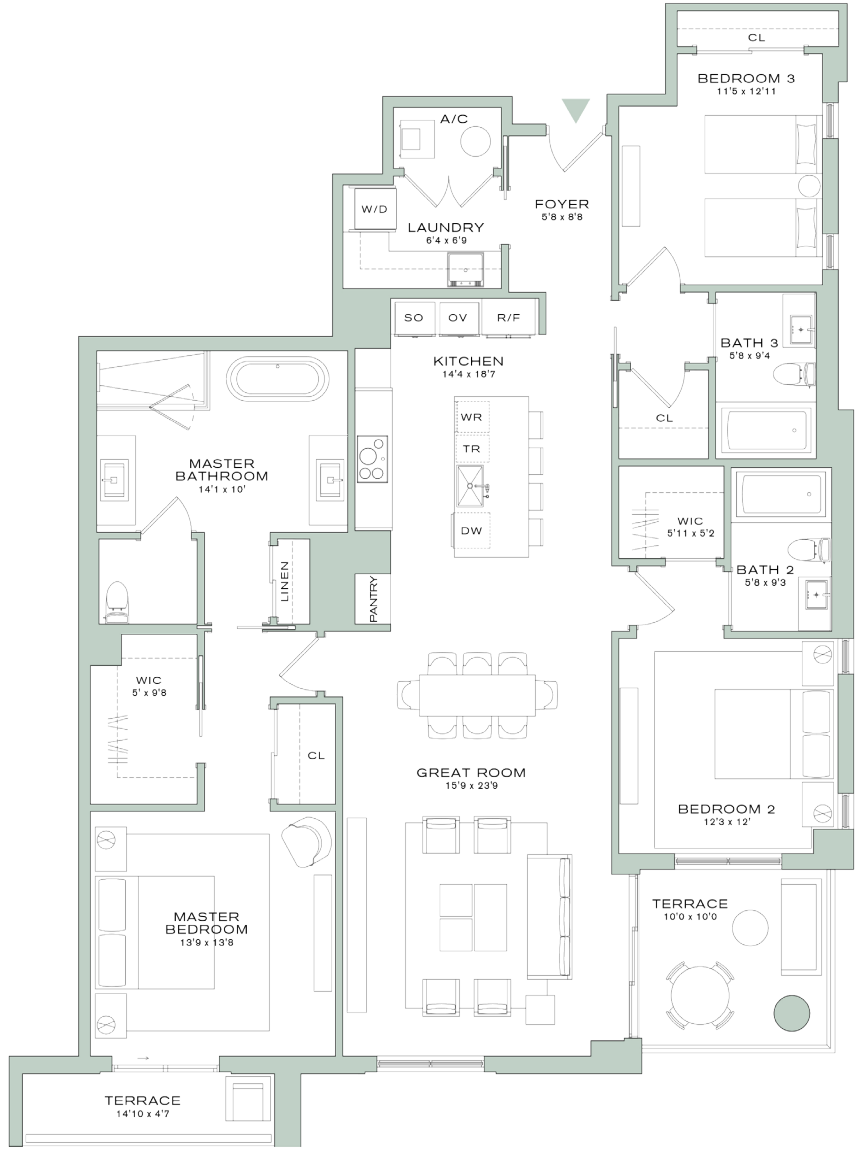 CL
BEDROOM 3
11'5 x 12'11
A/C
FOYER
5'8 x 8'8
W/D
LAUNDRY
6'4 x 6'9
SO
OV
R/F
KITCHEN
14'4 x 18'7
BATH 3
5'8 x 9'4
CL
WR
TR
DW
MASTER
BATHROOM
14'1 x 10'
WIC
5'11 x 5'2
BATH 2
5'8 x 9'3
LINEN
PANTRY
WIC
5' x 9'8
CL
GREAT ROOM
15'9 x 23'9
BEDROOM 2
12'3 x 12'
MASTER
BEDROOM
13'9 x 13'8
TERRACE
10'0 x 10'0
TERRACE
14'10 x 4'7